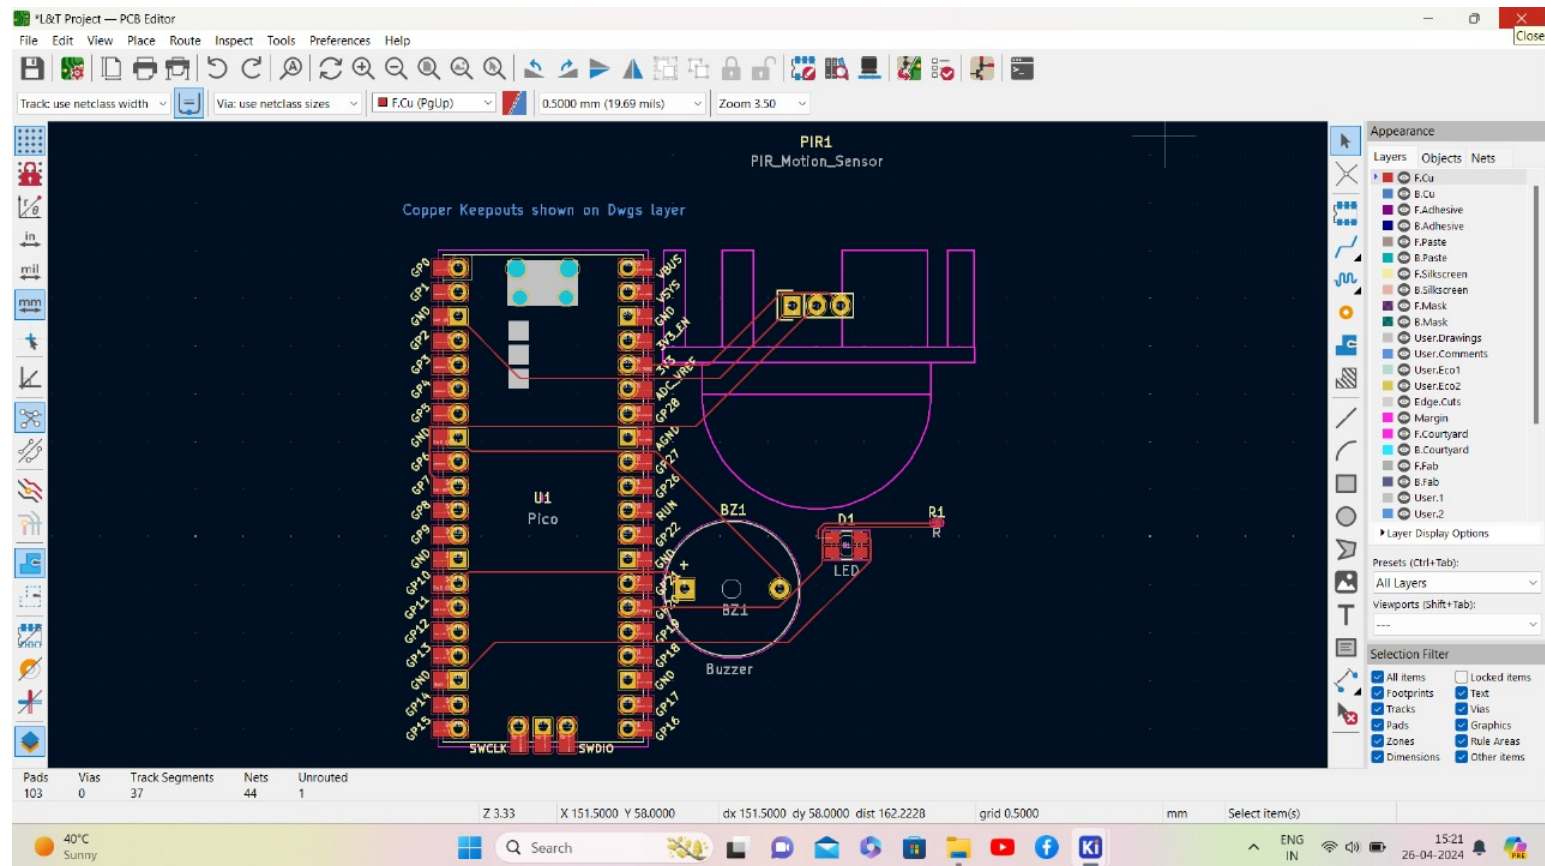 *L&T Project — PCB Editor
Close
File Edit View Place Route Inspect Tools Preferences Help
Track: use netclass width
Via: use netclass sizes
F.Cu (PgUp)
0.5000 mm (19.69 mils)
Zoom 3.50
in
mil
mm
PIR1
PIR_Motion_Sensor
Copper Keepouts shown on Dwgs layer
GP0
GP1
GND
GP2
GP3
GP4
GP5
GND
GP6
GP7
GP8
GP9
GND
GP10
GP11
GP12
GP13
GND
GP14
GP15
VBUS
VSYS
GND
3V3_EN
3V3
ADC_VREF
GP28
AGND
GP27
GP26
RUN
GP22
GND
GP21
GP20
GP19
GP18
GND
GP17
GP16
U1
Pico
SWCLK
SWDIO
BZ1
+
BZ1
Buzzer
D1
LED
R1
R
Appearance
Layers Objects Nets
F.Cu
B.Cu
F.Adhesive
B.Adhesive
F.Paste
B.Paste
F.Silkscreen
B.Silkscreen
F.Mask
B.Mask
User.Drawings
User.Comments
User.Eco1
User.Eco2
Edge.Cuts
Margin
F.Courtyard
B.Courtyard
F.Fab
B.Fab
User.1
User.2
Layer Display Options
Presets (Ctrl+Tab):
All Layers
Viewports (Shift+Tab):
---
Selection Filter
All items Locked items
Footprints Text
Tracks Vias
Pads Graphics
Zones Rule Areas
Dimensions Other items
Pads Vias Track Segments Nets Unrouted
103 0 37 44 1
Z 3.33 X 151.5000 Y 58.0000 dx 151.5000 dy 58.0000 dist 162.2228 grid 0.5000 mm Select item(s)
40°C
Sunny
Search
Ki
ENG
IN
15:21
26-04-2024
PRE